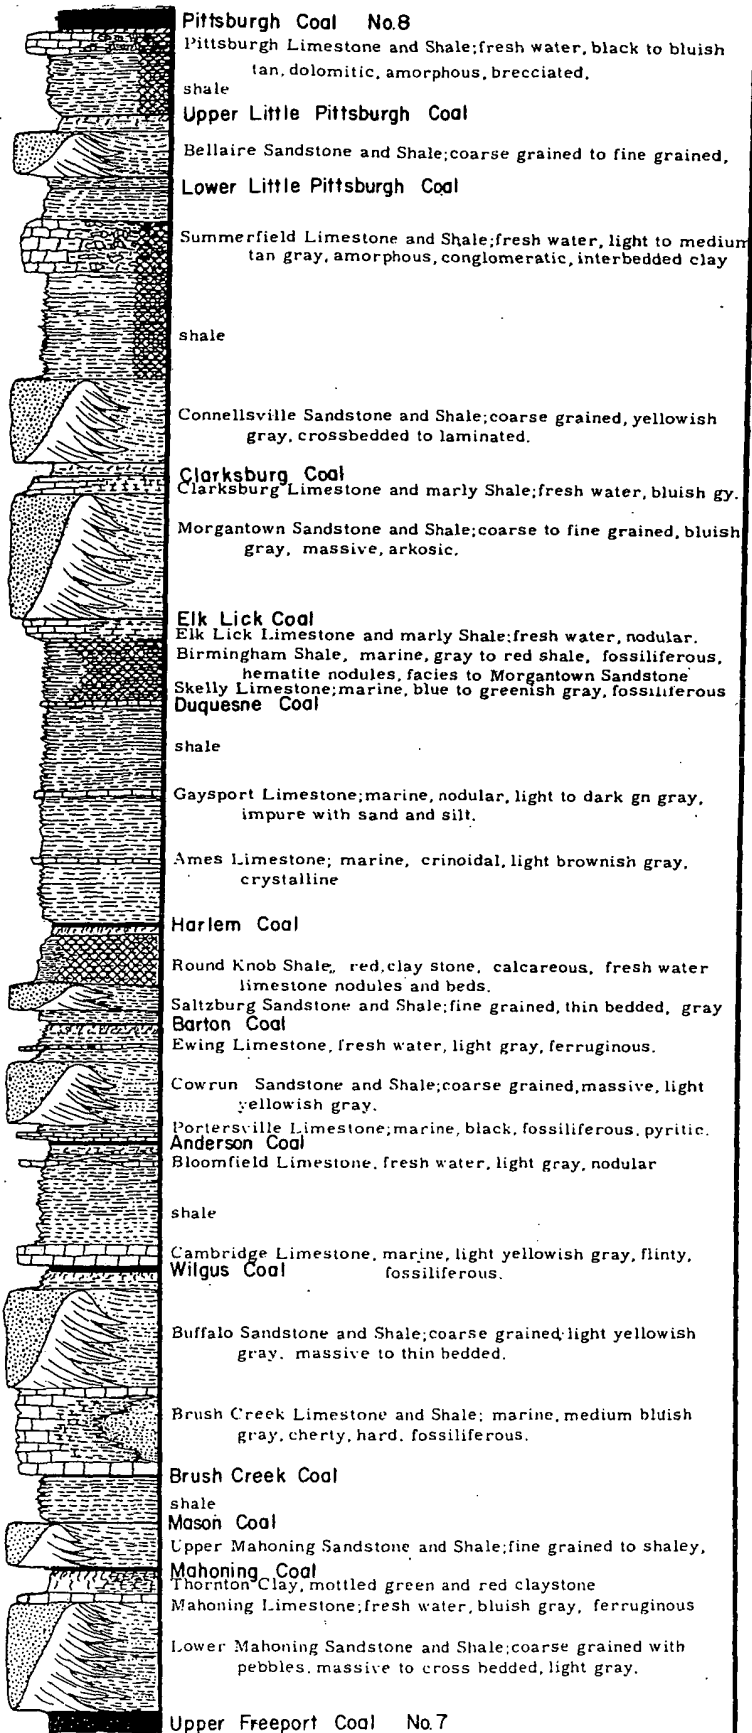 Pittsburgh Coal No.8
Pittsburgh Limestone and Shale;fresh water, black to bluish
tan, dolomitic, amorphous, brecciated.
shale
Upper Little Pittsburgh Coal
Bellaire Sandstone and Shale;coarse grained to fine grained,
Lower Little Pittsburgh Coal
Summerfield Limestone and Shale;fresh water, light to medium
tan gray, amorphous, conglomeratic, interbedded clay
shale
Connellsville Sandstone and Shale;coarse grained, yellowish
gray, crossbedded to laminated.
Clarksburg Coal
Clarksburg Limestone and marly Shale;fresh water, bluish gy.
Morgantown Sandstone and Shale;coarse to fine grained, bluish
gray, massive, arkosic.
Elk Lick Coal
Elk Lick Limestone and marly Shale;fresh water, nodular.
Birmingham Shale, marine, gray to red shale, fossiliferous,
hematite nodules, facies to Morgantown Sandstone
Skelly Limestone;marine, blue to greenish gray, fossiliferous
Duquesne Coal
shale
Gaysport Limestone;marine, nodular, light to dark gn gray,
impure with sand and silt.
Ames Limestone; marine, crinoidal, light brownish gray,
crystalline
Harlem Coal
Round Knob Shale, red, clay stone, calcareous, fresh water
limestone nodules and beds.
Saltzburg Sandstone and Shale;fine grained, thin bedded, gray
Barton Coal
Ewing Limestone, fresh water, light gray, ferruginous.
Cowrun Sandstone and Shale;coarse grained, massive, light
yellowish gray.
Portersville Limestone;marine, black, fossiliferous, pyritic.
Anderson Coal
Bloomfield Limestone, fresh water, light gray, nodular
shale
Cambridge Limestone, marine, light yellowish gray, flinty,
Wilgus Coal fossiliferous.
Buffalo Sandstone and Shale;coarse grained, light yellowish
gray, massive to thin bedded.
Brush Creek Limestone and Shale; marine, medium bluish
gray, cherty, hard, fossiliferous.
Brush Creek Coal
shale
Mason Coal
Upper Mahoning Sandstone and Shale;fine grained to shaley,
Mahoning Coal
Thornton Clay, mottled green and red claystone
Mahoning Limestone;fresh water, bluish gray, ferruginous
Lower Mahoning Sandstone and Shale;coarse grained with
pebbles, massive to cross bedded, light gray.
Upper Freeport Coal No.7